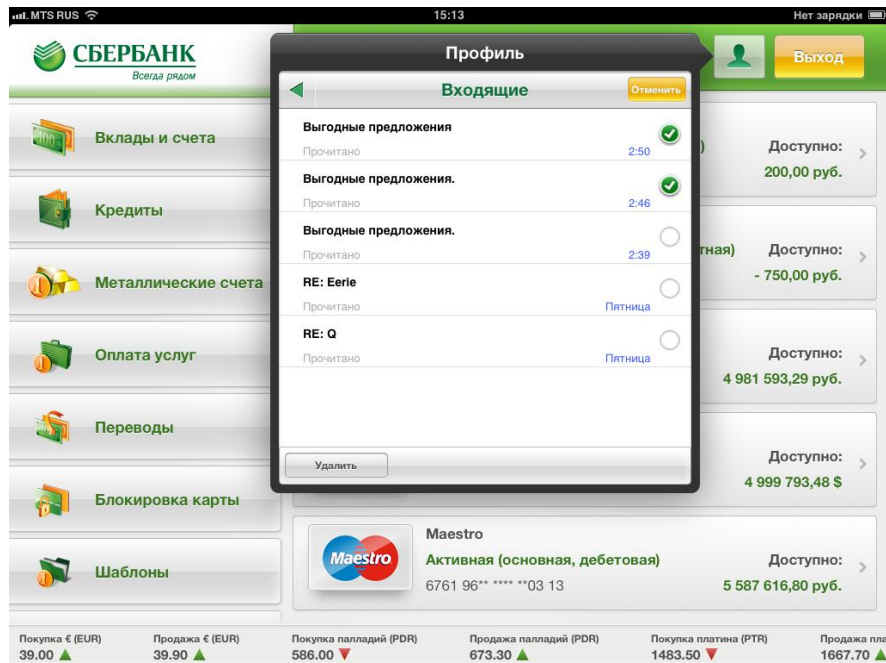 MTS RUS 15:13 Нет зарядки
СБЕРБАНК
Всегда рядом
Профиль
Выход
Входящие
Отменить
Выгодные предложения
Прочитано 2:50
Выгодные предложения.
Прочитано 2:46
Выгодные предложения.
Прочитано 2:39
RE: Eerie
Прочитано Пятница
RE: Q
Прочитано Пятница
Удалить
Вклады и счета
Кредиты
Металлические счета
Оплата услуг
Переводы
Блокировка карты
Шаблоны
) Доступно:
200,00 руб.
тная) Доступно:
- 750,00 руб.
Доступно:
4 981 593,29 руб.
Доступно:
4 999 793,48 $
Maestro
Maestro
Активная (основная, дебетовая) Доступно:
6761 96** **** **03 13 5 587 616,80 руб.
Покупка € (EUR) Продажа € (EUR) Покупка палладий (PDR) Продажа палладий (PDR) Покупка платина (PTR) Продажа пла
39.00 39.90 586.00 673.30 1483.50 1667.70